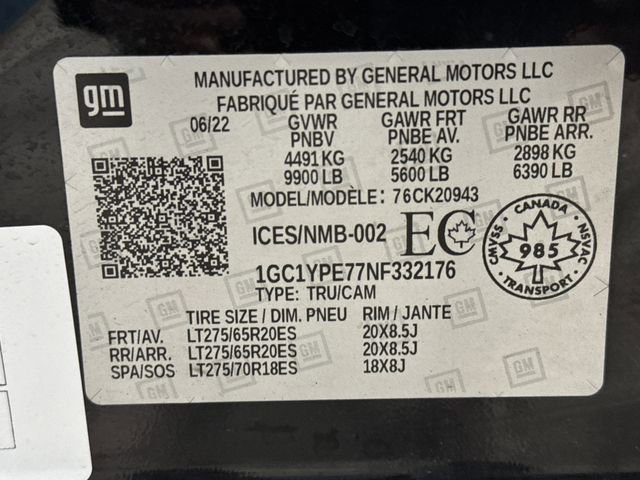 gm
MANUFACTURED BY GENERAL MOTORS LLC
FABRIQUÉ PAR GENERAL MOTORS LLC
06/22 GVWR GAWR FRT GAWR RR
PNBV PNBE AV. PNBE ARR.
4491 KG 2540 KG 2898 KG
9900 LB 5600 LB 6390 LB
MODEL/MODÈLE: 76CK20943
ICES/NMB-002 EC
CANADA
CMVSS 985 NSVAC
TRANSPORT
1GC1YPE77NF332176
TYPE: TRU/CAM
TIRE SIZE / DIM. PNEU RIM / JANTE
FRT/AV. LT275/65R20ES 20X8.5J
RR/ARR. LT275/65R20ES 20X8.5J
SPA/SOS LT275/70R18ES 18X8J